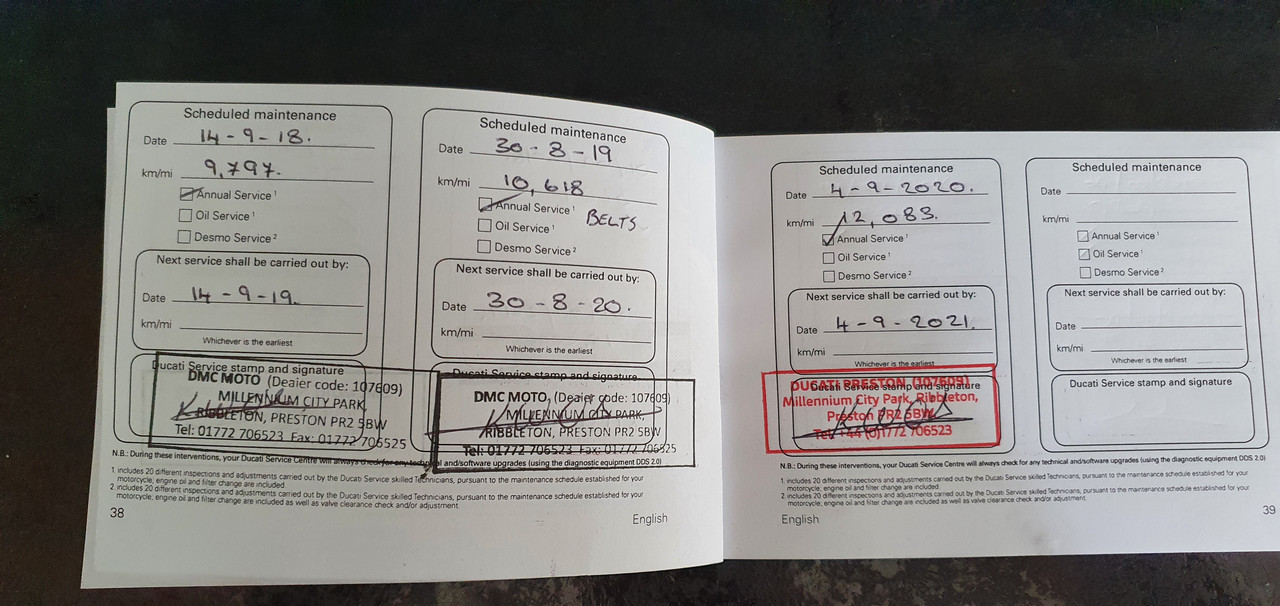 Scheduled maintenance
Date 14-9-18.
km/mi 9,797.
Annual Service ¹
Oil Service ¹
Desmo Service ²
Next service shall be carried out by:
Date 14-9-19.
km/mi
Whichever is the earliest
Ducati Service stamp and signature
DMC MOTO (Dealer code: 107609)
MILLENNIUM CITY PARK
RIBBLETON, PRESTON PR2 5BW
Tel: 01772 706523 Fax: 01772 706525
Scheduled maintenance
Date 30-8-19
km/mi 10,618
Annual Service ¹
BELTS
Oil Service ¹
Desmo Service ²
Next service shall be carried out by:
Date 30-8-20.
km/mi
Whichever is the earliest
Ducati Service stamp and signature
DMC MOTO, (Dealer code: 107609)
MILLENNIUM CITY PARK,
RIBBLETON, PRESTON PR2 5BW
Tel: 01772 706523 Fax: 01772 706525
N.B.: During these interventions, your Ducati Service Centre will always check for any technical and/software upgrades (using the diagnostic equipment DDS 2.0)
1 includes 20 different inspections and adjustments carried out by the Ducati Service skilled Technicians, pursuant to the maintenance schedule established for your
motorcycle, engine oil and filter change are included.
2 includes 20 different inspections and adjustments carried out by the Ducati Service skilled Technicians, pursuant to the maintenance schedule established for your
motorcycle, engine oil and filter change are included as well as valve clearance check and/or adjustment.
38
English
Scheduled maintenance
Date 4-9-2020.
km/mi 12,083.
Annual Service ¹
Oil Service ¹
Desmo Service ²
Next service shall be carried out by:
Date 4-9-2021.
km/mi
Whichever is the earliest
Ducati Service stamp and signature
DUCATI PRESTON (107609)
Millennium City Park, Ribbleton,
Preston PR2 5BW
Tel: +44 (0)1772 706523
Scheduled maintenance
Date
km/mi
Annual Service ¹
Oil Service ¹
Desmo Service ²
Next service shall be carried out by:
Date
km/mi
Whichever is the earliest
Ducati Service stamp and signature
N.B.: During these interventions, your Ducati Service Centre will always check for any technical and/software upgrades (using the diagnostic equipment DDS 2.0)
1 includes 20 different inspections and adjustments carried out by the Ducati Service skilled Technicians, pursuant to the maintenance schedule established for your
motorcycle, engine oil and filter change are included.
2 includes 20 different inspections and adjustments carried out by the Ducati Service skilled Technicians, pursuant to the maintenance schedule established for your
motorcycle, engine oil and filter change are included as well as valve clearance check and/or adjustment.
English
39